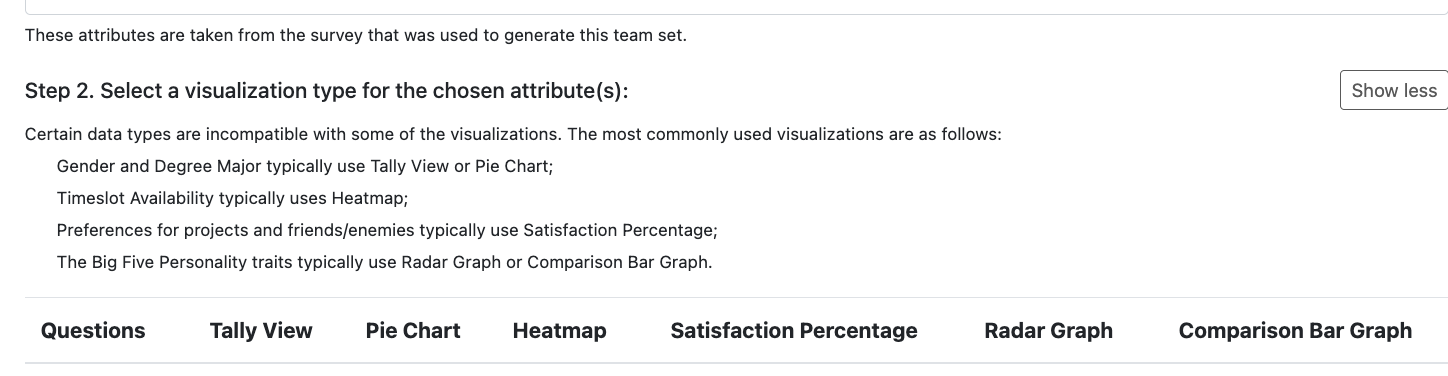 These attributes are taken from the survey that was used to generate this team set.
Step 2. Select a visualization type for the chosen attribute(s):
Show less
Certain data types are incompatible with some of the visualizations. The most commonly used visualizations are as follows:
Gender and Degree Major typically use Tally View or Pie Chart;
Timeslot Availability typically uses Heatmap;
Preferences for projects and friends/enemies typically use Satisfaction Percentage;
The Big Five Personality traits typically use Radar Graph or Comparison Bar Graph.
Questions Tally View Pie Chart Heatmap Satisfaction Percentage Radar Graph Comparison Bar Graph